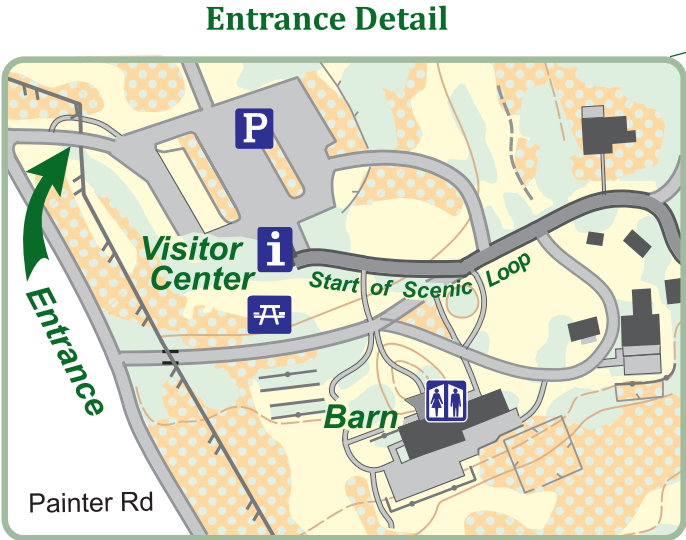 Entrance Detail
P
i
Visitor
Center
Start of Scenic Loop
Entrance
Barn
Painter Rd